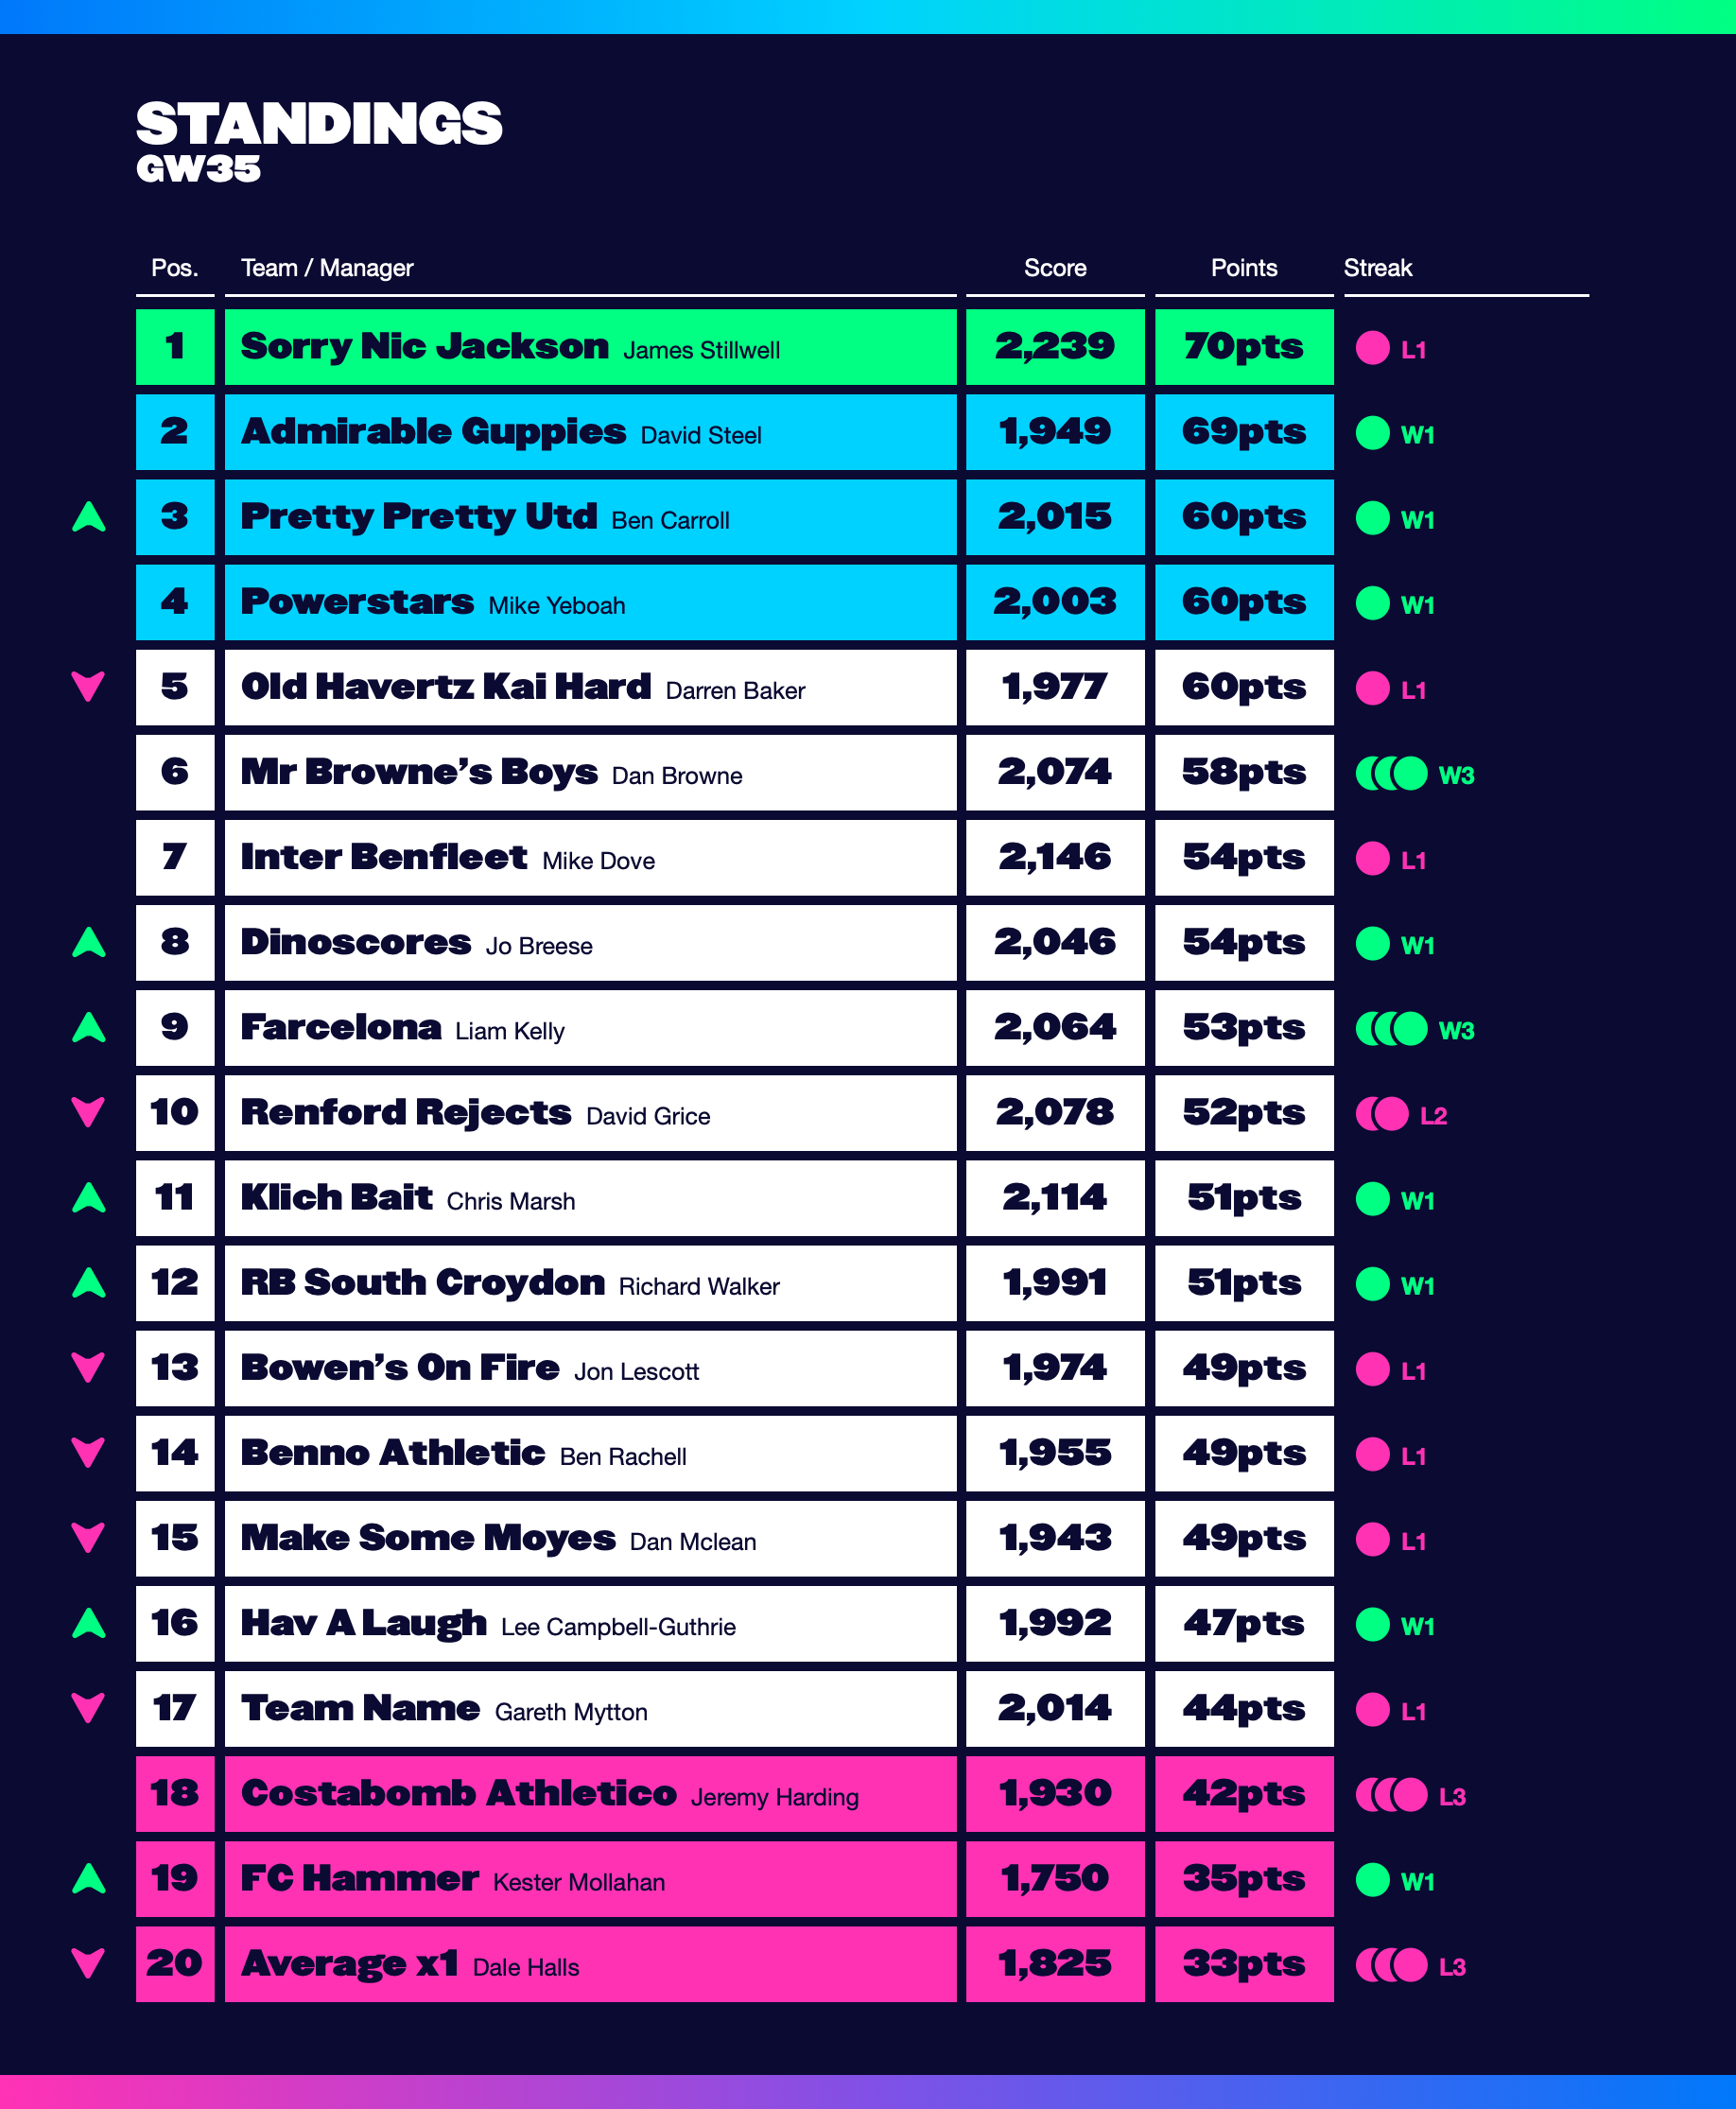 STANDINGS
GW35
Pos. Team / Manager Score Points Streak
1 Sorry Nic Jackson James Stillwell 2,239 70pts L1
2 Admirable Guppies David Steel 1,949 69pts W1
3 Pretty Pretty Utd Ben Carroll 2,015 60pts W1
4 Powerstars Mike Yeboah 2,003 60pts W1
5 Old Havertz Kai Hard Darren Baker 1,977 60pts L1
6 Mr Browne’s Boys Dan Browne 2,074 58pts W3
7 Inter Benfleet Mike Dove 2,146 54pts L1
8 Dinoscores Jo Breese 2,046 54pts W1
9 Farcelona Liam Kelly 2,064 53pts W3
10 Renford Rejects David Grice 2,078 52pts L2
11 Klich Bait Chris Marsh 2,114 51pts W1
12 RB South Croydon Richard Walker 1,991 51pts W1
13 Bowen’s On Fire Jon Lescott 1,974 49pts L1
14 Benno Athletic Ben Rachell 1,955 49pts L1
15 Make Some Moyes Dan Mclean 1,943 49pts L1
16 Hav A Laugh Lee Campbell-Guthrie 1,992 47pts W1
17 Team Name Gareth Mytton 2,014 44pts L1
18 Costabomb Athletico Jeremy Harding 1,930 42pts L3
19 FC Hammer Kester Mollahan 1,750 35pts W1
20 Average x1 Dale Halls 1,825 33pts L3